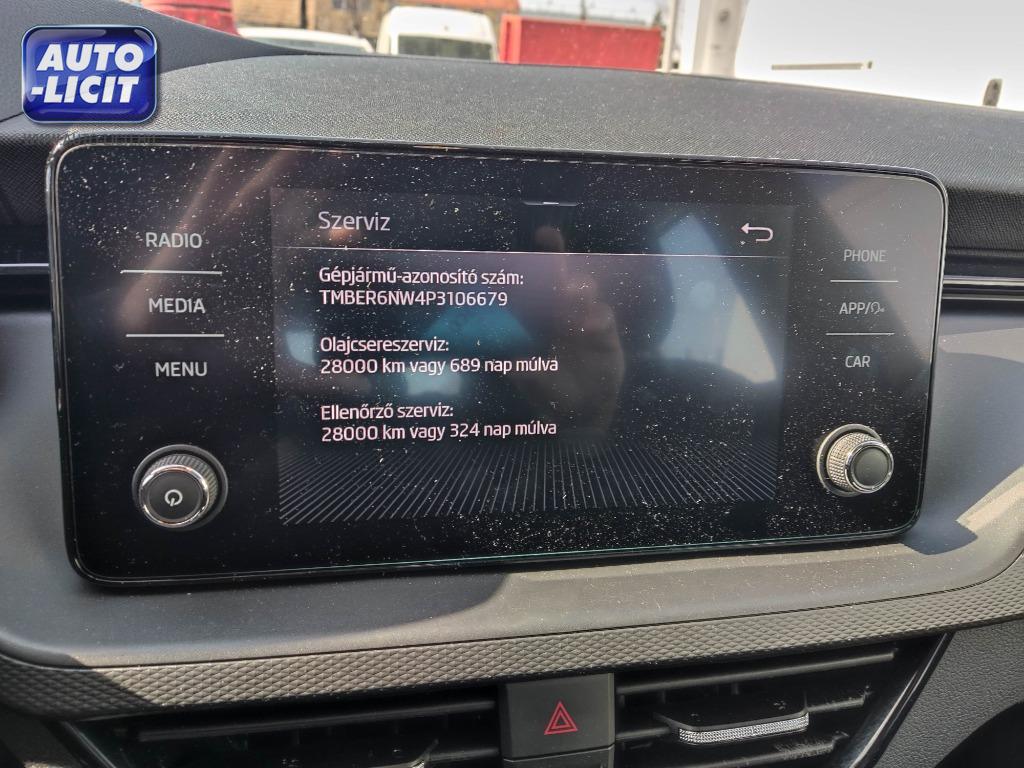 AUTO
-LICIT
RADIO
MEDIA
MENU
Szerviz
Gépjármű-azonosító szám:
TMBER6NW4P3106679
Olajcsereszerviz:
28000 km vagy 689 nap múlva
Ellenőrző szerviz:
28000 km vagy 324 nap múlva
PHONE
APP/
CAR